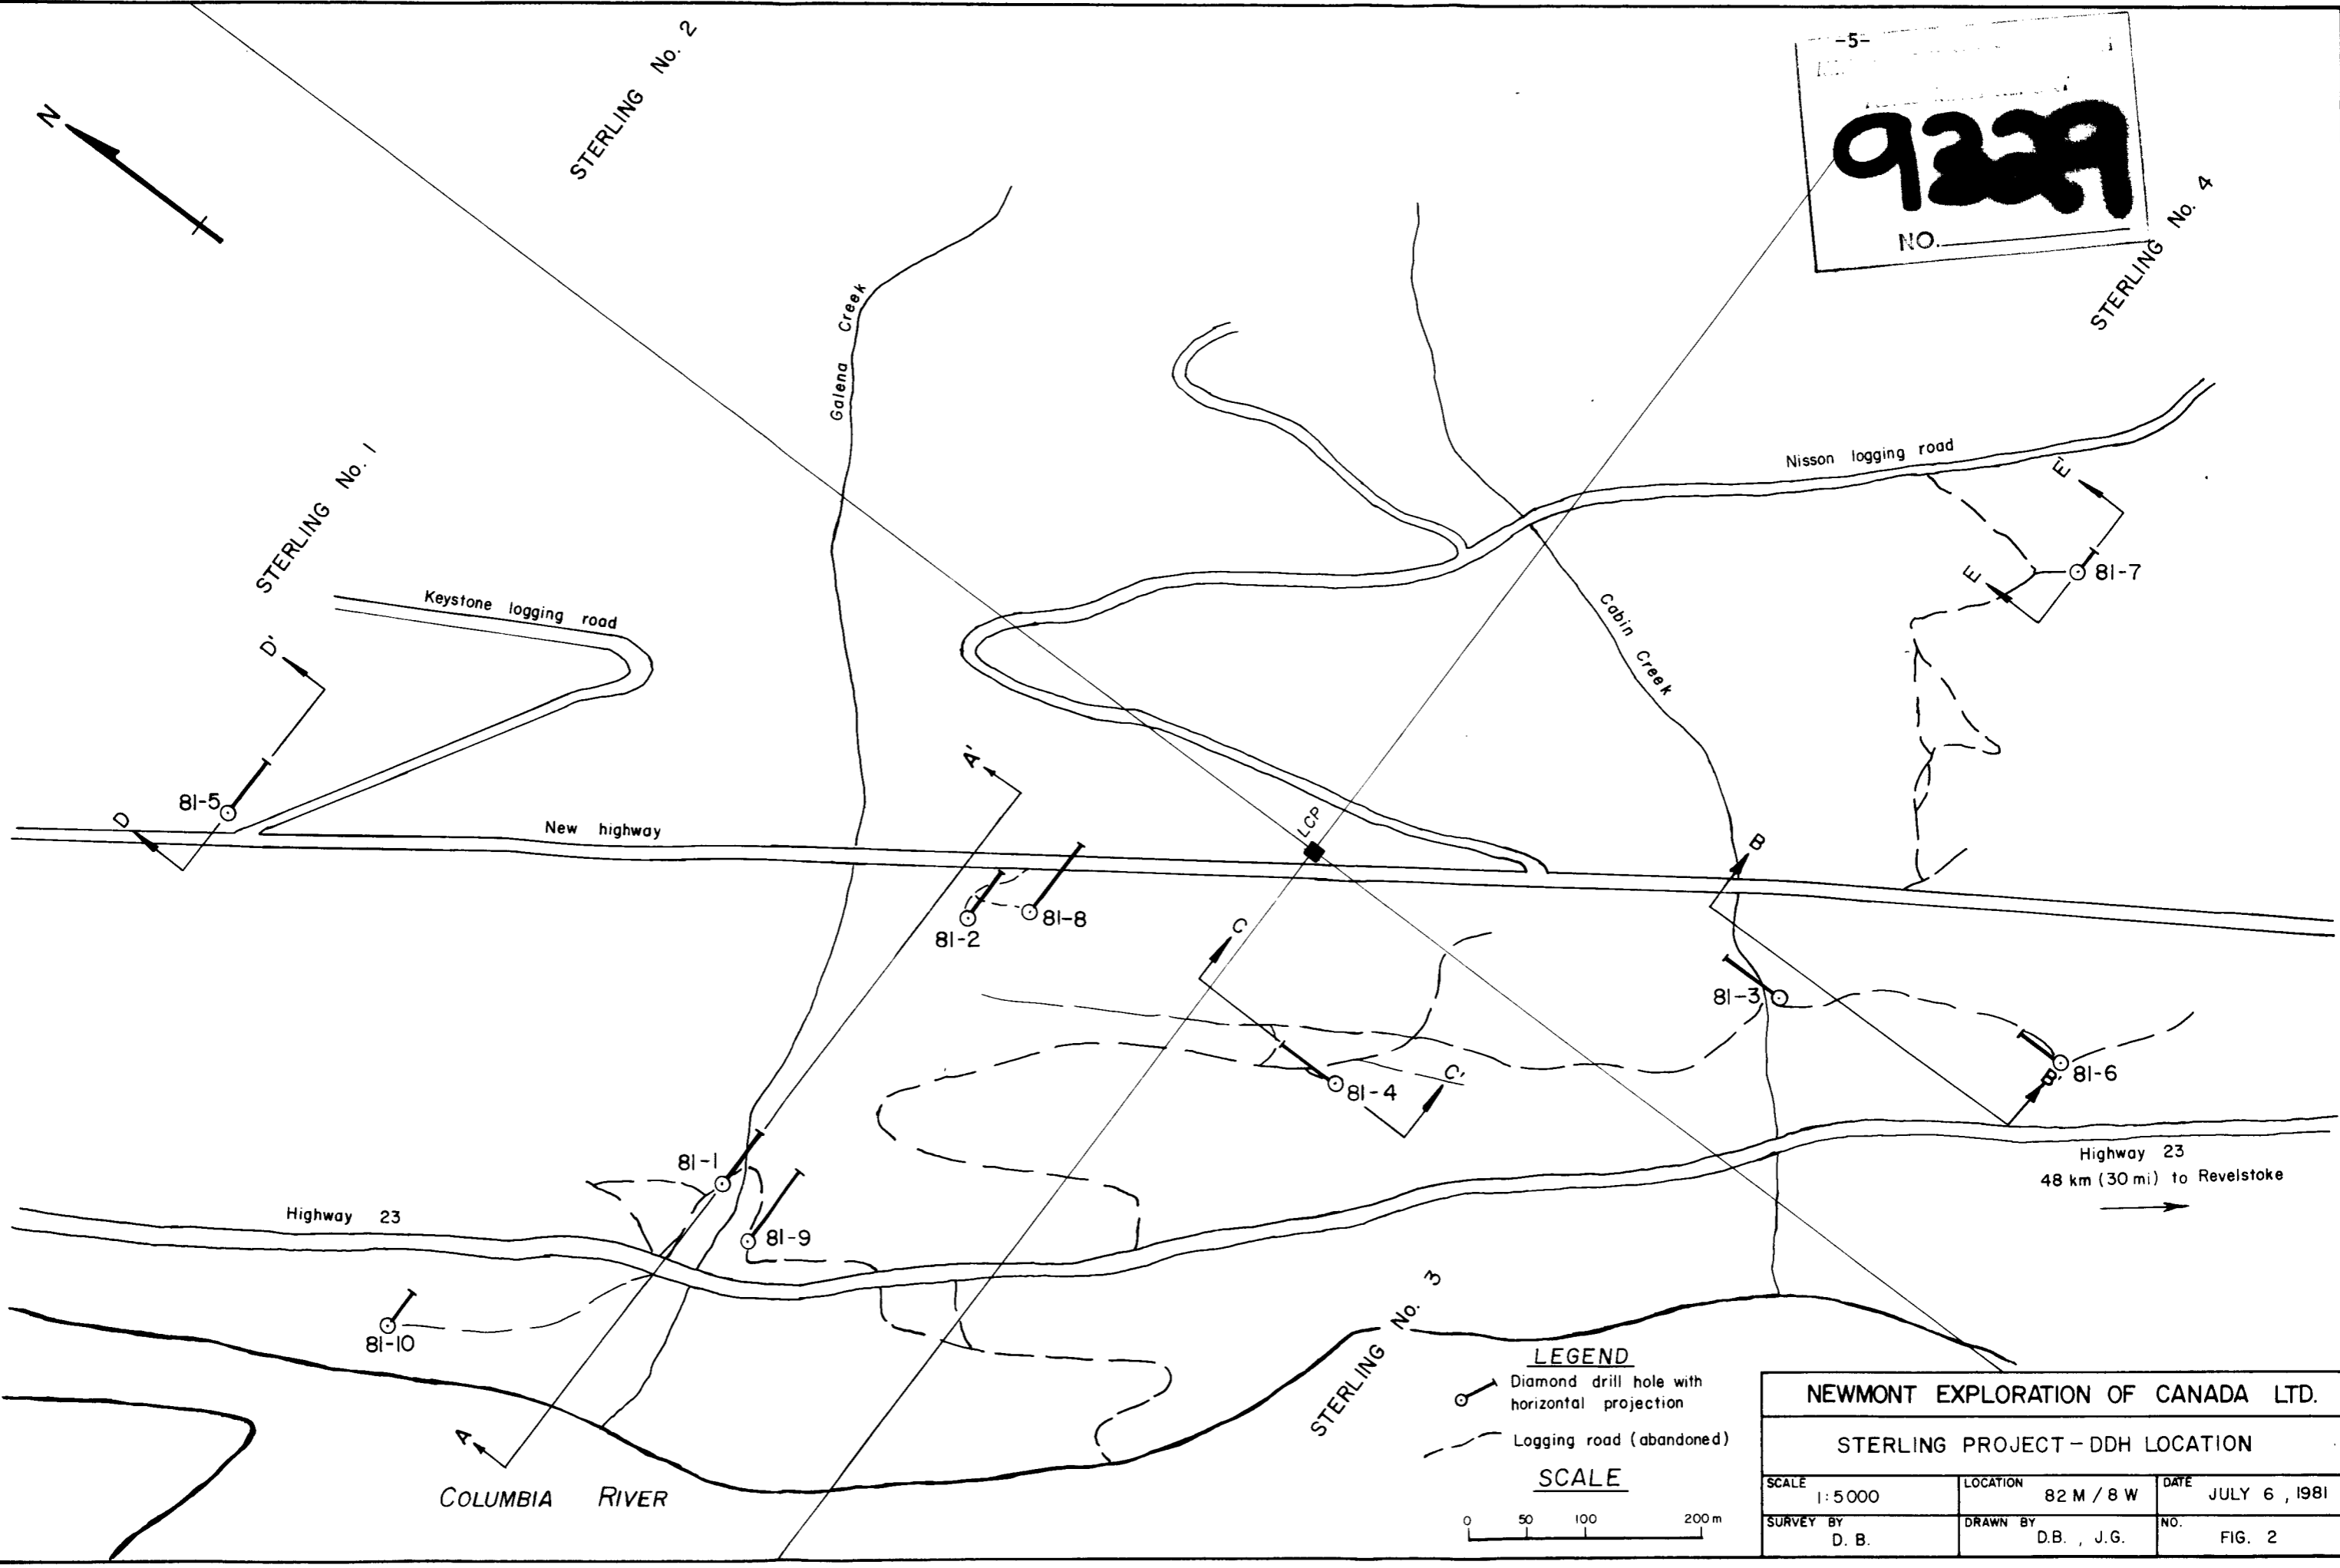 -5-
9229
NO.
N
STERLING No. 2
STERLING No. 4
Galena Creek
STERLING No. 1
Nisson logging road
E'
E
81-7
Keystone logging road
Cabin Creek
D'
D
81-5
A'
New highway
LCP
B
81-2
81-8
C
81-3
81-4
C'
81-6
B'
81-1
81-9
Highway 23
48 km (30 mi) to Revelstoke
Highway 23
81-10
STERLING No. 3
A
COLUMBIA RIVER
LEGEND
Diamond drill hole with
horizontal projection
Logging road (abandoned)
SCALE
0 50 100 200 m
NEWMONT EXPLORATION OF CANADA LTD.
STERLING PROJECT - DDH LOCATION
SCALE 1:5000
LOCATION 82 M / 8 W
DATE JULY 6, 1981
SURVEY BY D. B.
DRAWN BY D.B., J.G.
NO. FIG. 2